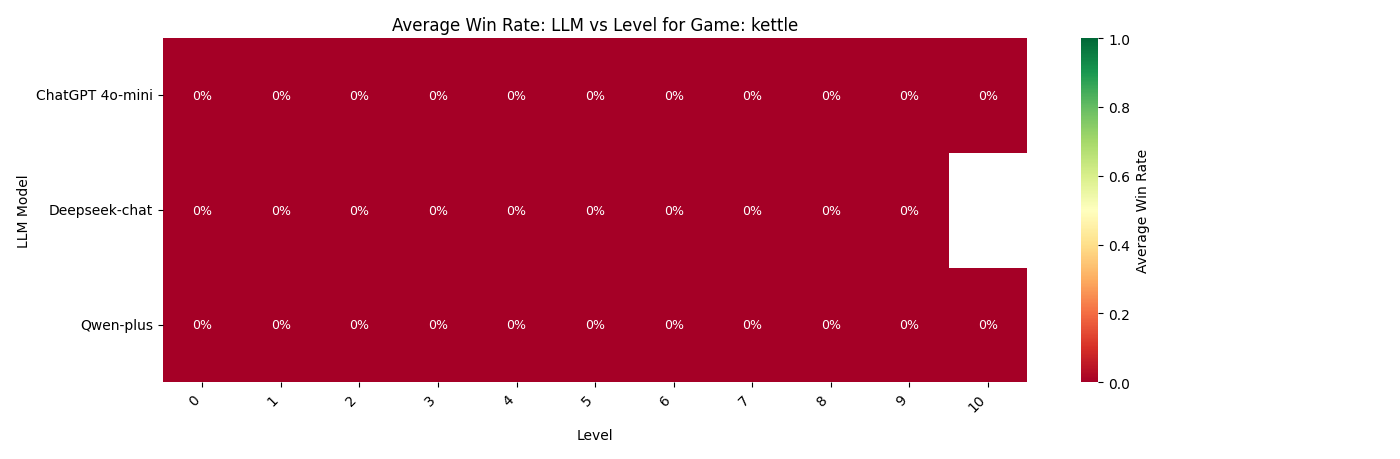 Average Win Rate: LLM vs Level for Game: kettle
LLM Model
ChatGPT 4o-mini 0% 0% 0% 0% 0% 0% 0% 0% 0% 0% 0%
Deepseek-chat 0% 0% 0% 0% 0% 0% 0% 0% 0% 0%
Qwen-plus 0% 0% 0% 0% 0% 0% 0% 0% 0% 0% 0%
0 1 2 3 4 5 6 7 8 9 10
Level
1.0
0.8
0.6
0.4
0.2
0.0
Average Win Rate